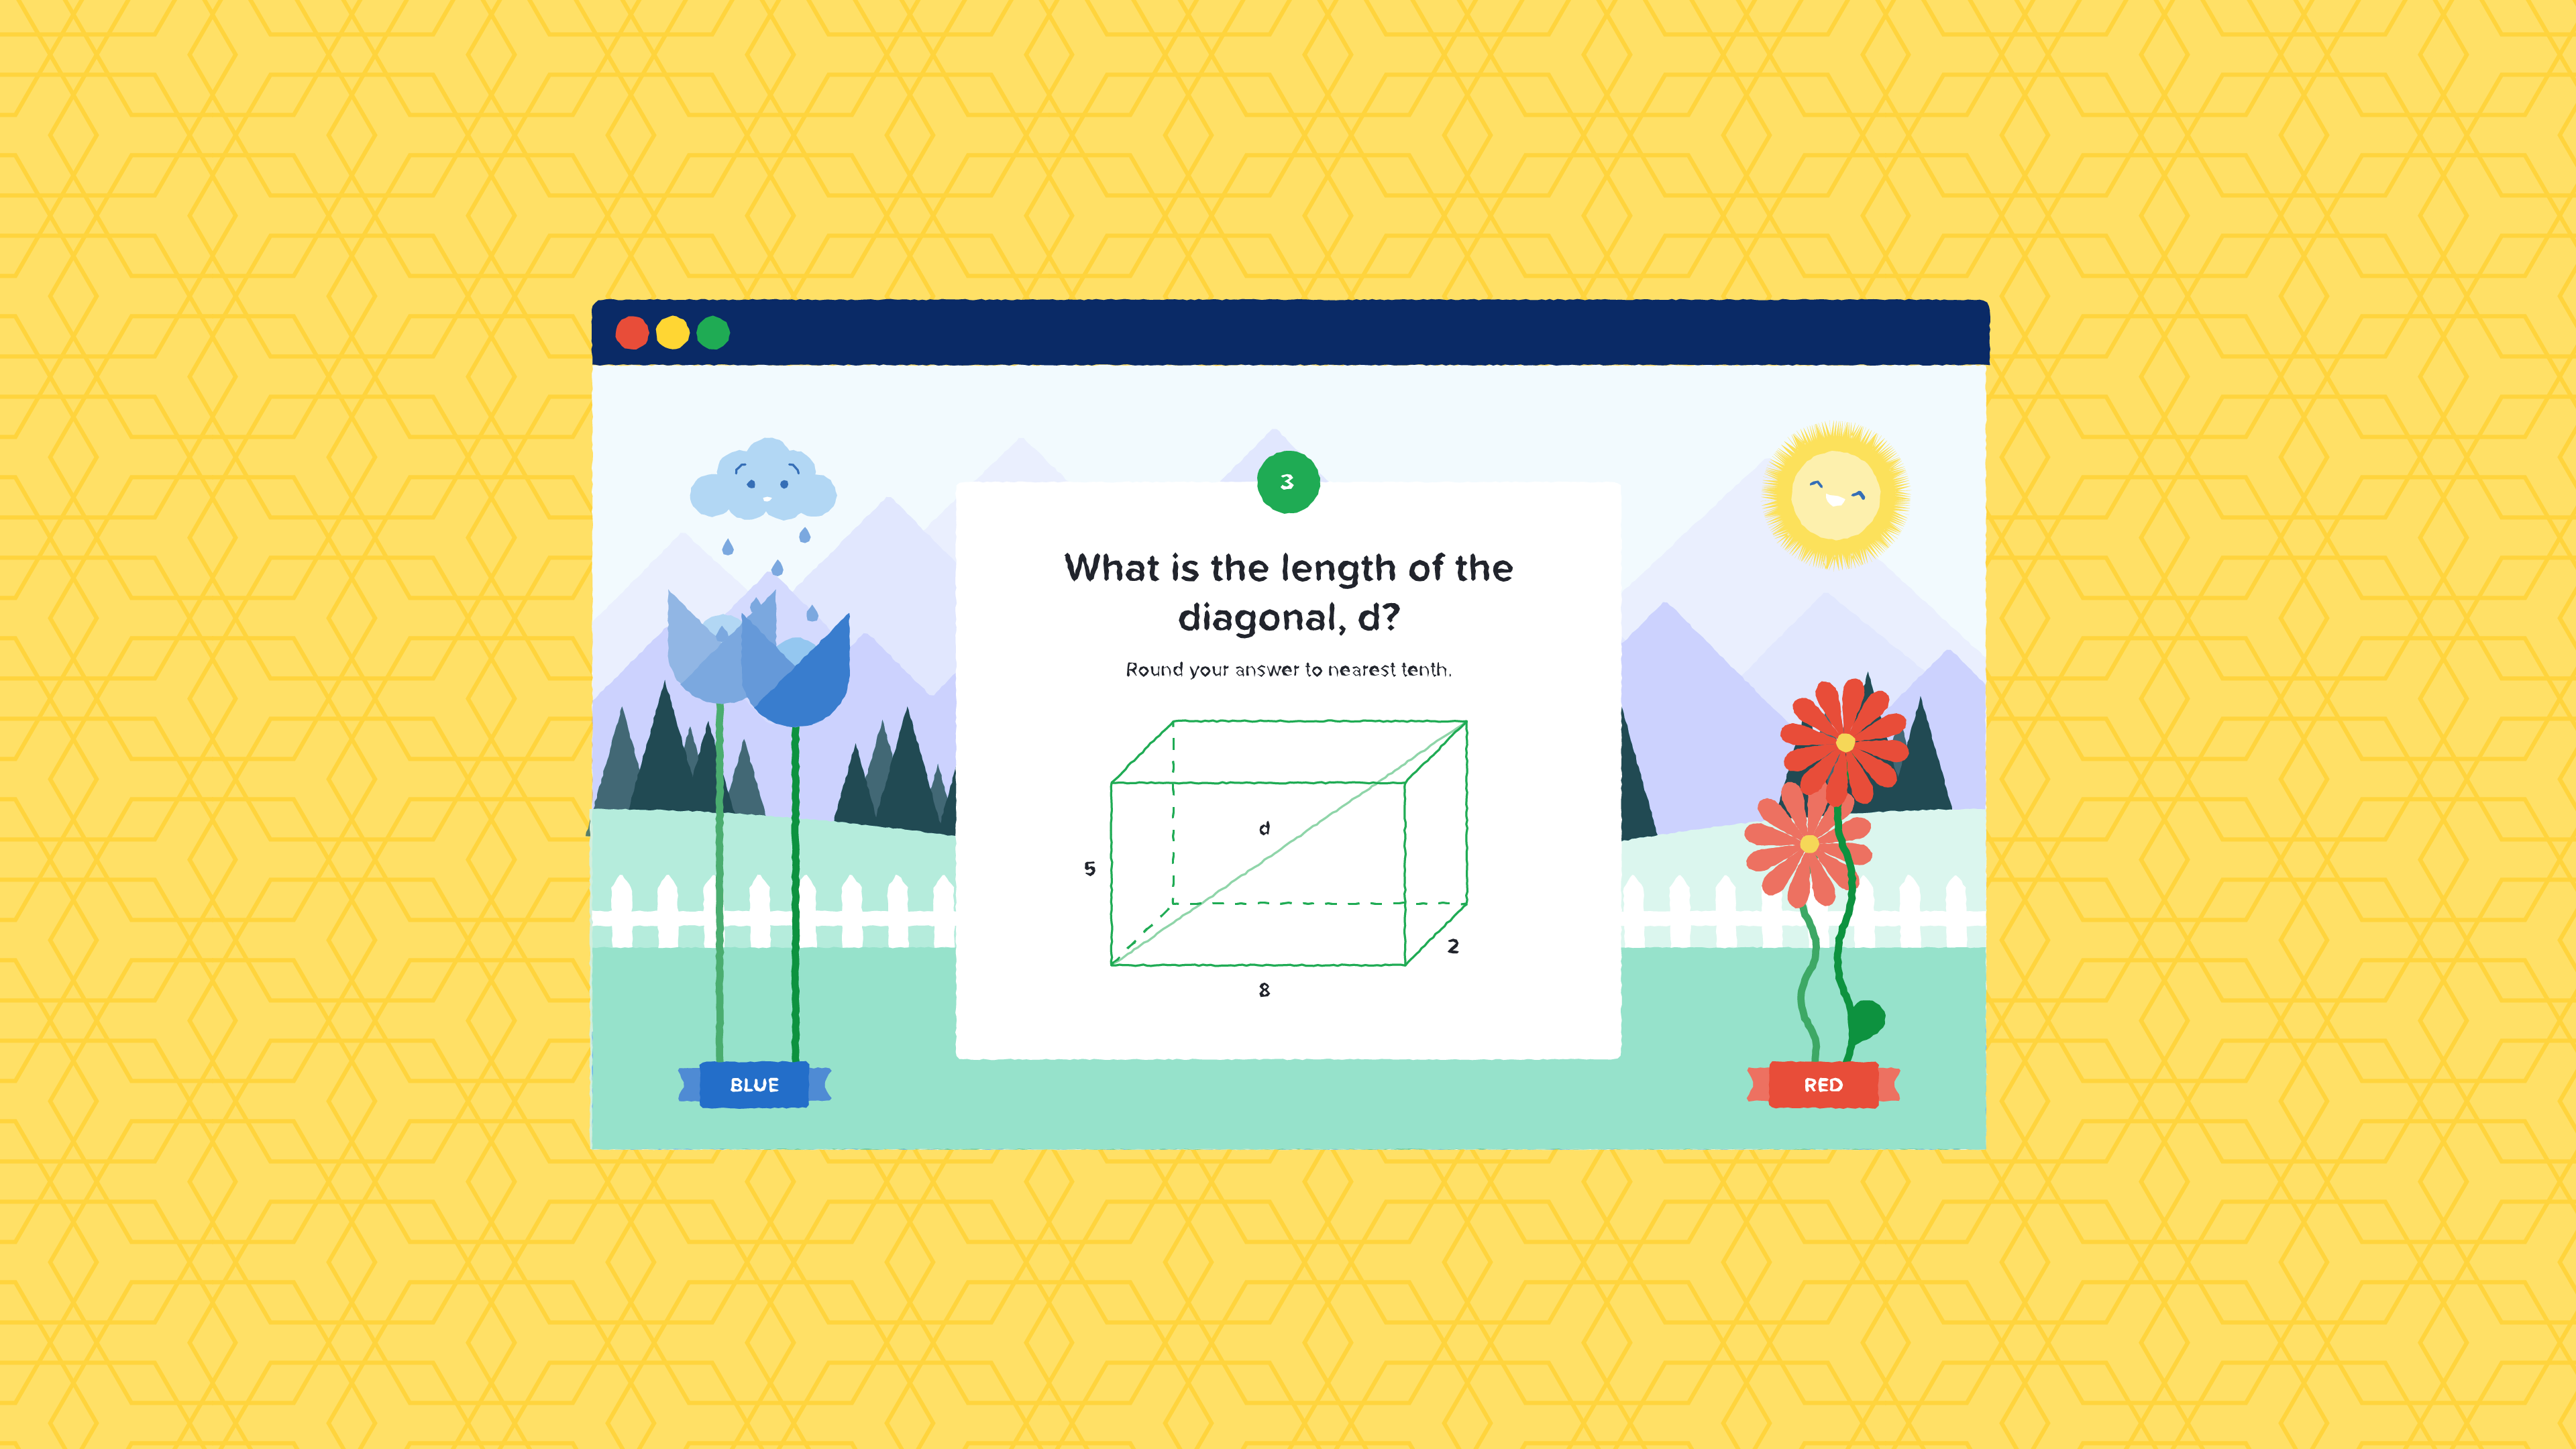 3
What is the length of the
diagonal, d?
Round your answer to nearest tenth.
d
5
2
8
BLUE
RED